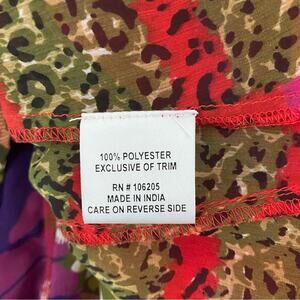 100% POLYESTER
EXCLUSIVE OF TRIM
RN # 106205
MADE IN INDIA
CARE ON REVERSE SIDE